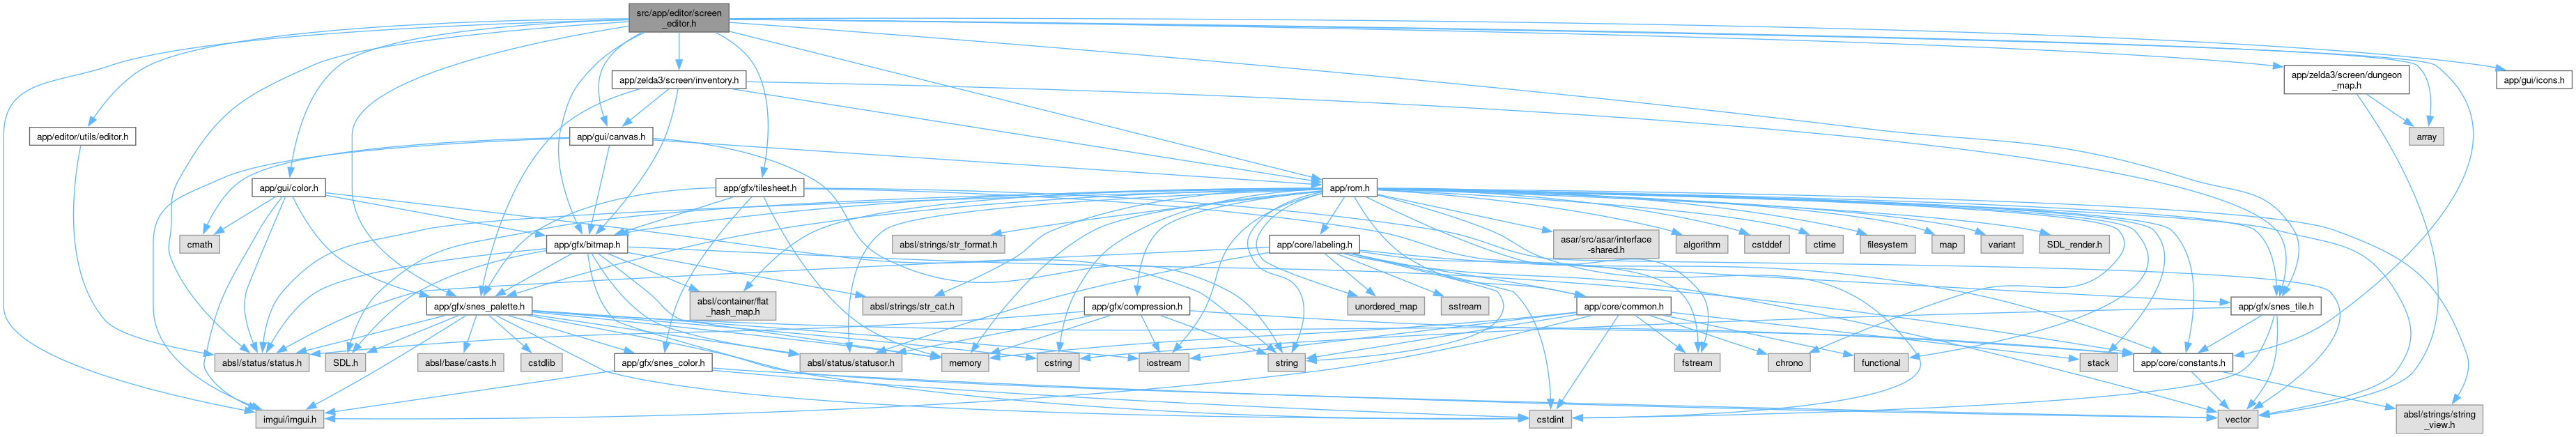 src/app/editor/screen
_editor.h
app/zelda3/screen/inventory.h
app/zelda3/screen/dungeon
_map.h
app/gui/icons.h
app/editor/utils/editor.h
app/gui/canvas.h
array
app/gui/color.h
app/gfx/tilesheet.h
app/rom.h
cmath
app/gfx/bitmap.h
absl/strings/str_format.h
app/core/labeling.h
asar/src/asar/interface
-shared.h
algorithm
cstddef
ctime
filesystem
map
variant
SDL_render.h
absl/container/flat
_hash_map.h
app/gfx/snes_palette.h
absl/strings/str_cat.h
app/gfx/compression.h
unordered_map
sstream
app/core/common.h
app/gfx/snes_tile.h
absl/status/status.h
SDL.h
absl/base/casts.h
cstdlib
app/gfx/snes_color.h
absl/status/statusor.h
memory
cstring
iostream
string
fstream
chrono
functional
stack
app/core/constants.h
imgui/imgui.h
cstdint
vector
absl/strings/string
_view.h